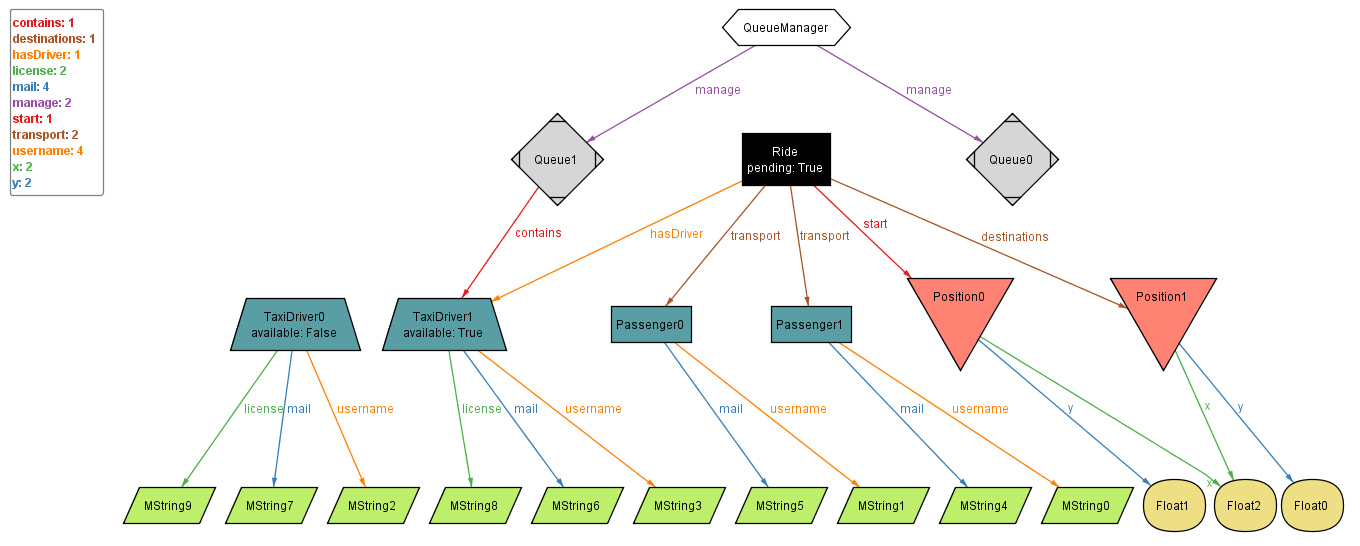 contains: 1
destinations: 1
hasDriver: 1
license: 2
mail: 4
manage: 2
start: 1
transport: 2
username: 4
x: 2
y: 2
QueueManager
manage
manage
Queue1
Ride
pending: True
Queue0
contains
hasDriver
transport
transport
start
destinations
TaxiDriver0
available: False
TaxiDriver1
available: True
Passenger0
Passenger1
Position0
Position1
license
mail
username
license
mail
username
mail
username
mail
username
y
x
y
x
MString9
MString7
MString2
MString8
MString6
MString3
MString5
MString1
MString4
MString0
Float1
Float2
Float0